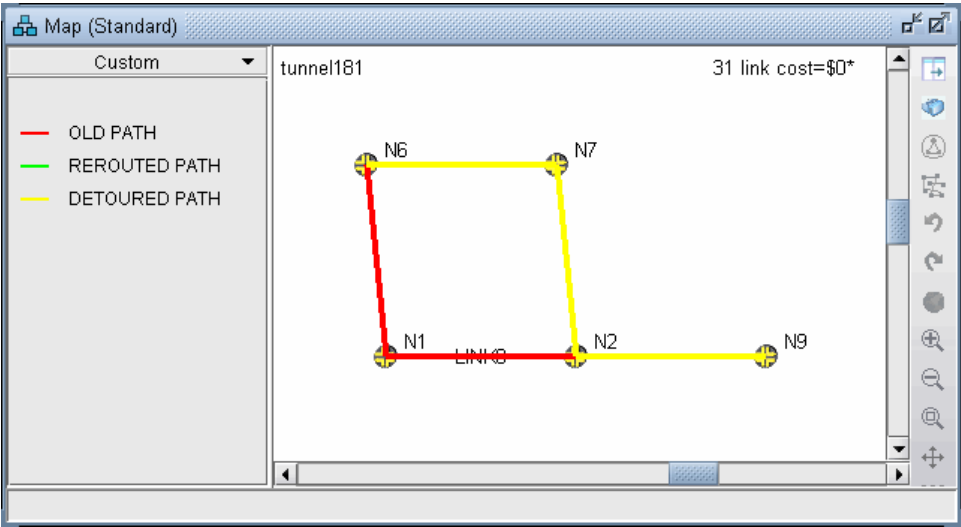 Map (Standard)
Custom
tunnel181
31 link cost=$0*
OLD PATH
REROUTED PATH
DETOURED PATH
N6
N7
N1
LINK8
N2
N9